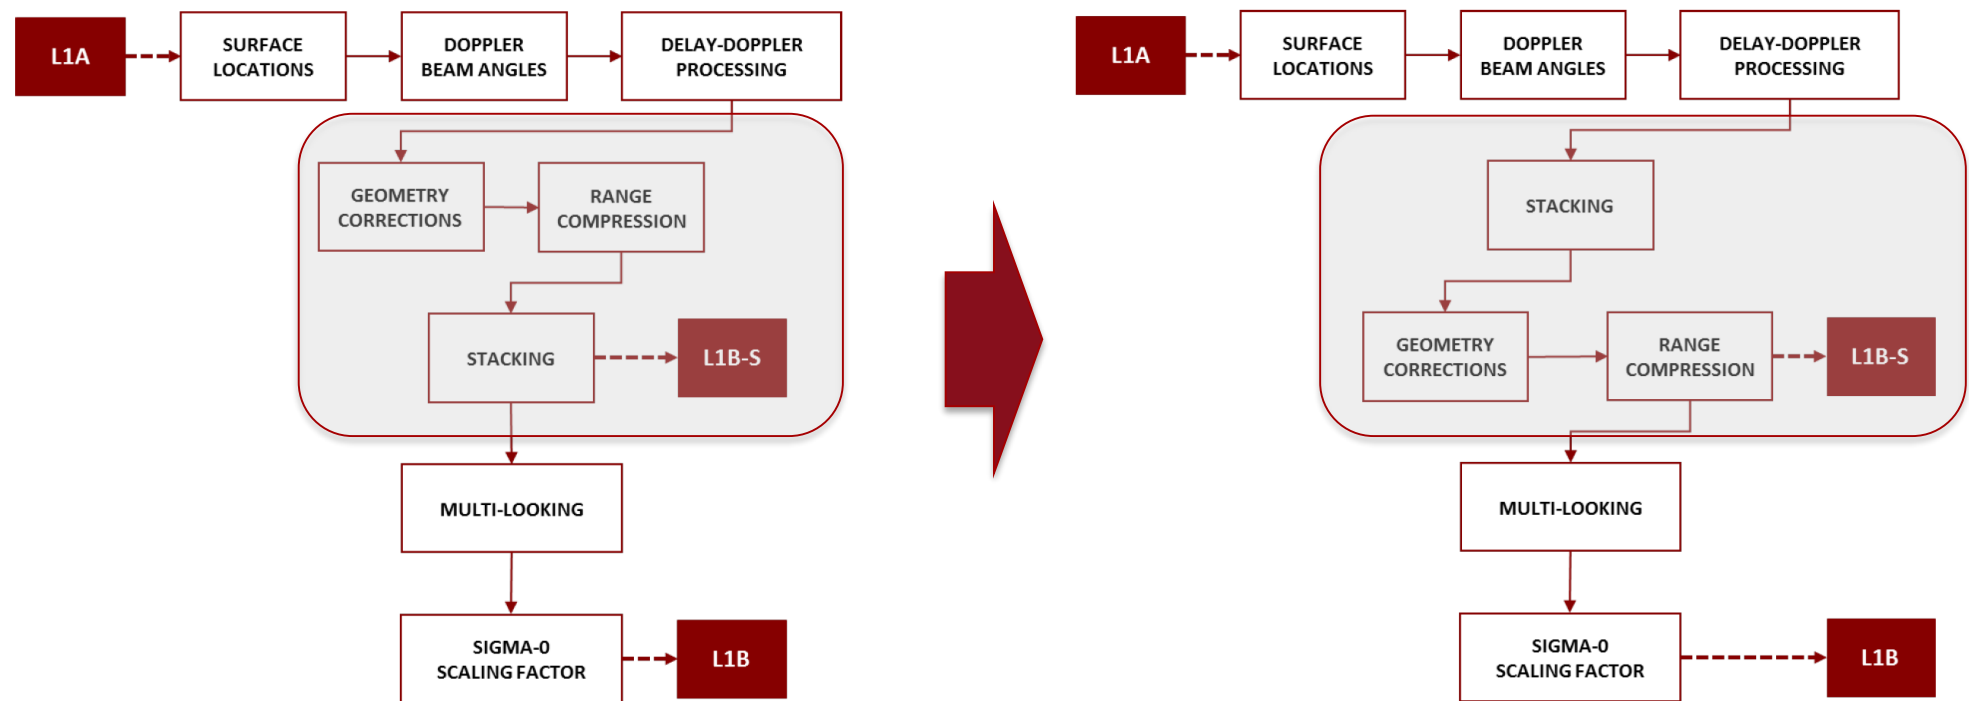 L1A
SURFACE
LOCATIONS
DOPPLER
BEAM ANGLES
DELAY-DOPPLER
PROCESSING
GEOMETRY
CORRECTIONS
RANGE
COMPRESSION
STACKING
L1B-S
MULTI-LOOKING
SIGMA-0
SCALING FACTOR
L1B
L1A
SURFACE
LOCATIONS
DOPPLER
BEAM ANGLES
DELAY-DOPPLER
PROCESSING
STACKING
GEOMETRY
CORRECTIONS
RANGE
COMPRESSION
L1B-S
MULTI-LOOKING
SIGMA-0
SCALING FACTOR
L1B